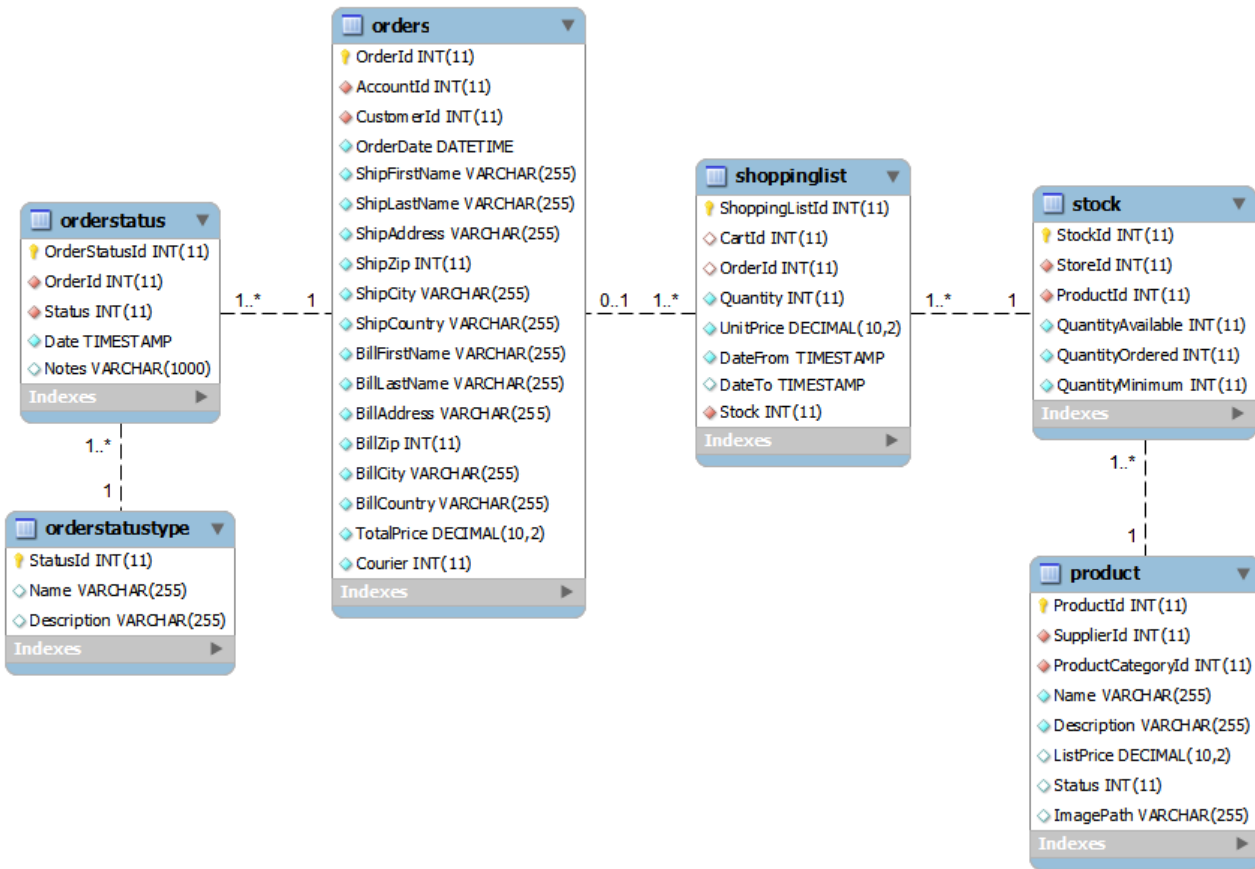 orders
OrderId INT(11)
AccountId INT(11)
CustomerId INT(11)
OrderDate DATETIME
ShipFirstName VARCHAR(255)
ShipLastName VARCHAR(255)
ShipAddress VARCHAR(255)
ShipZip INT(11)
ShipCity VARCHAR(255)
ShipCountry VARCHAR(255)
BillFirstName VARCHAR(255)
BillLastName VARCHAR(255)
BillAddress VARCHAR(255)
BillZip INT(11)
BillCity VARCHAR(255)
BillCountry VARCHAR(255)
TotalPrice DECIMAL(10,2)
Courier INT(11)
Indexes
orderstatus
OrderStatusId INT(11)
OrderId INT(11)
Status INT(11)
Date TIMESTAMP
Notes VARCHAR(1000)
Indexes
1..* 1
1..*
1
orderstatustype
StatusId INT(11)
Name VARCHAR(255)
Description VARCHAR(255)
Indexes
0..1 1..*
shoppinglist
ShoppingListId INT(11)
CartId INT(11)
OrderId INT(11)
Quantity INT(11)
UnitPrice DECIMAL(10,2)
DateFrom TIMESTAMP
DateTo TIMESTAMP
Stock INT(11)
Indexes
1..* 1
stock
StockId INT(11)
StoreId INT(11)
ProductId INT(11)
QuantityAvailable INT(11)
QuantityOrdered INT(11)
QuantityMinimum INT(11)
Indexes
1..*
1
product
ProductId INT(11)
SupplierId INT(11)
ProductCategoryId INT(11)
Name VARCHAR(255)
Description VARCHAR(255)
ListPrice DECIMAL(10,2)
Status INT(11)
ImagePath VARCHAR(255)
Indexes